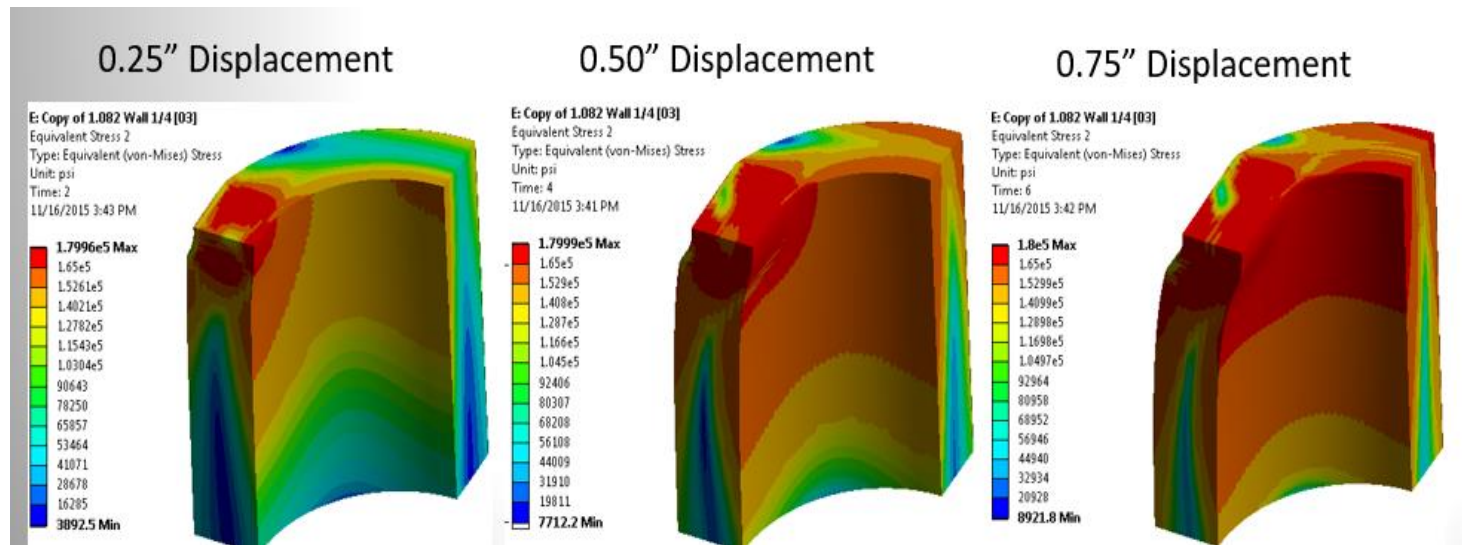 0.25” Displacement
E: Copy of 1.082 Wall 1/4 [03]
Equivalent Stress 2
Type: Equivalent (von-Mises) Stress
Unit: psi
Time: 2
11/16/2015 3:43 PM
1.7996e5 Max
1.65e5
1.5261e5
1.4021e5
1.2782e5
1.1543e5
1.0304e5
90643
78250
65857
53464
41071
28678
16285
3892.5 Min
0.50” Displacement
E: Copy of 1.082 Wall 1/4 [03]
Equivalent Stress 2
Type: Equivalent (von-Mises) Stress
Unit: psi
Time: 4
11/16/2015 3:41 PM
1.7999e5 Max
1.65e5
1.529e5
1.408e5
1.287e5
1.166e5
1.045e5
92406
80307
68208
56108
44009
31910
19811
7712.2 Min
0.75” Displacement
E: Copy of 1.082 Wall 1/4 [03]
Equivalent Stress 2
Type: Equivalent (von-Mises) Stress
Unit: psi
Time: 6
11/16/2015 3:42 PM
1.8e5 Max
1.65e5
1.5299e5
1.4099e5
1.2898e5
1.1698e5
1.0497e5
92964
80958
68952
56946
44940
32934
20928
8921.8 Min